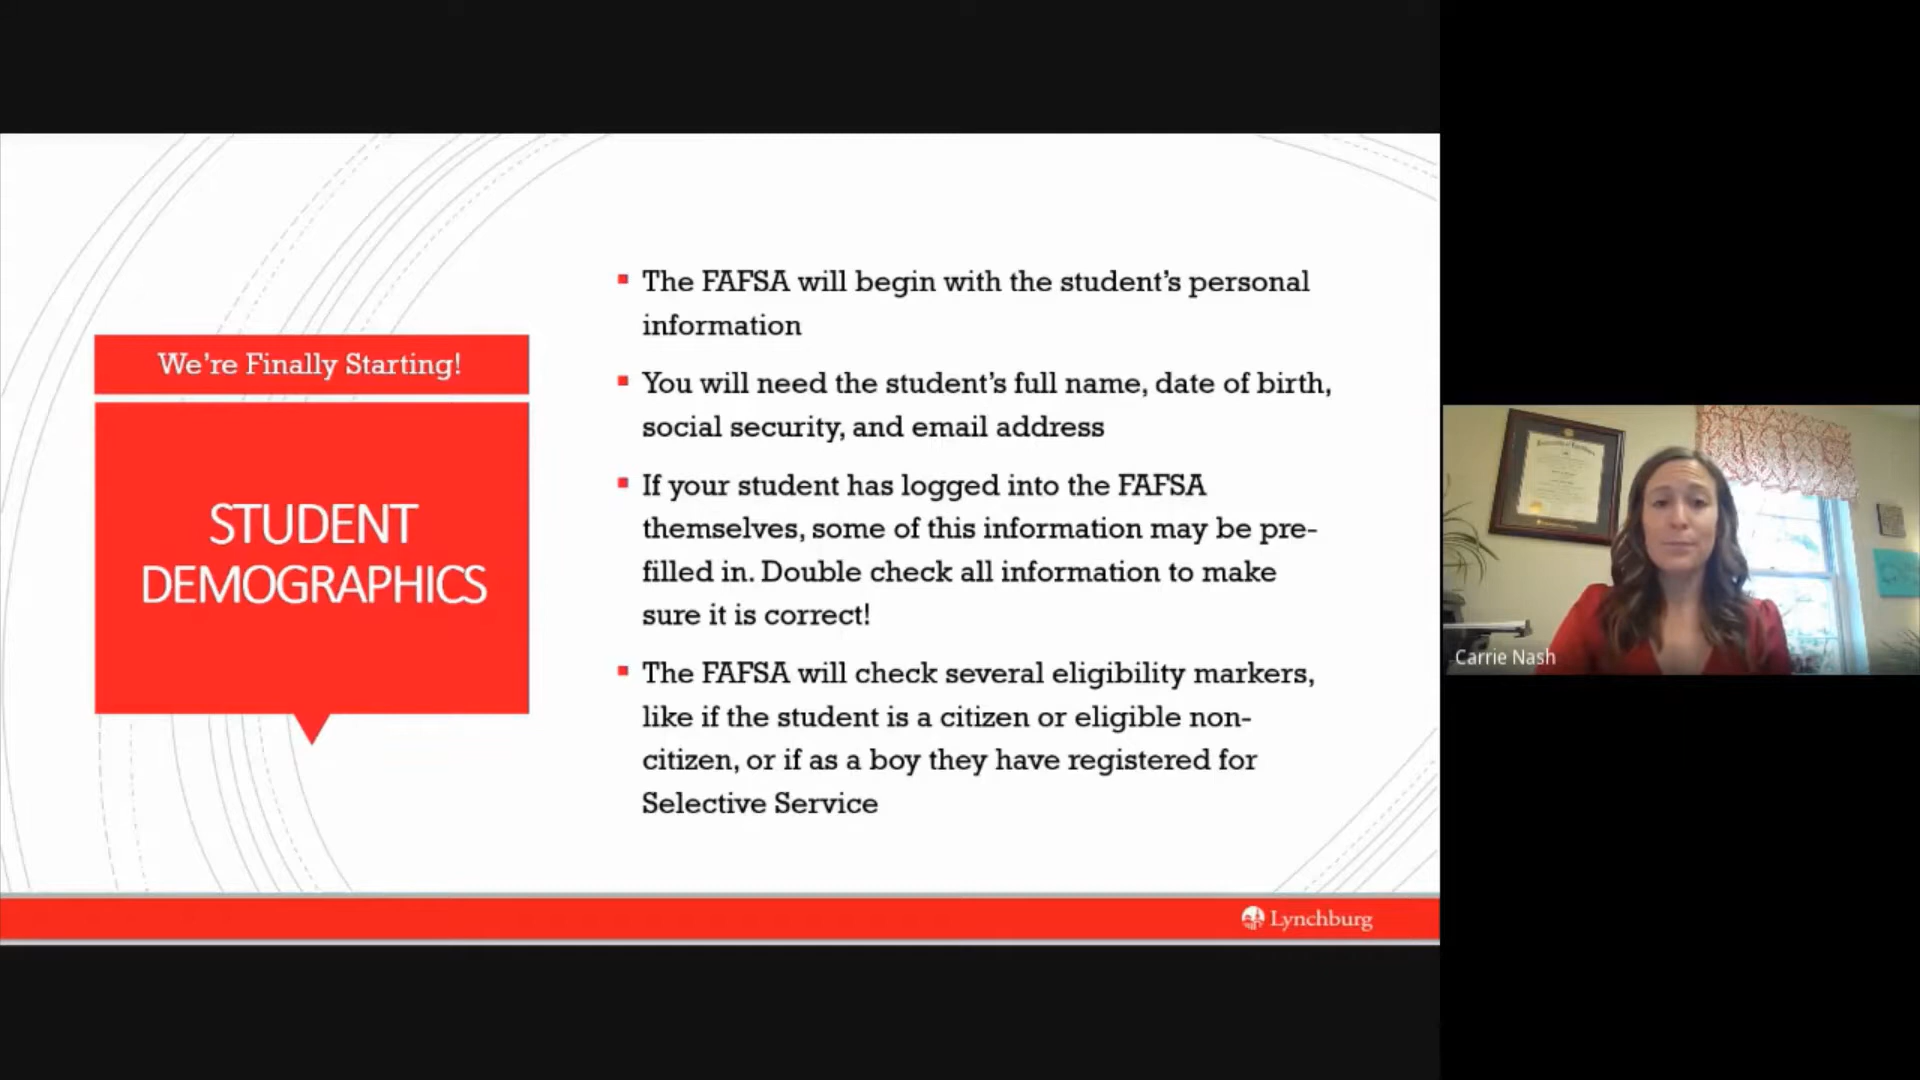 We're Finally Starting!
STUDENT
DEMOGRAPHICS
The FAFSA will begin with the student's personal
information
You will need the student's full name, date of birth,
social security, and email address
If your student has logged into the FAFSA
themselves, some of this information may be pre-
filled in. Double check all information to make
sure it is correct!
The FAFSA will check several eligibility markers,
like if the student is a citizen or eligible non-
citizen, or if as a boy they have registered for
Selective Service
Lynchburg
Carrie Nash